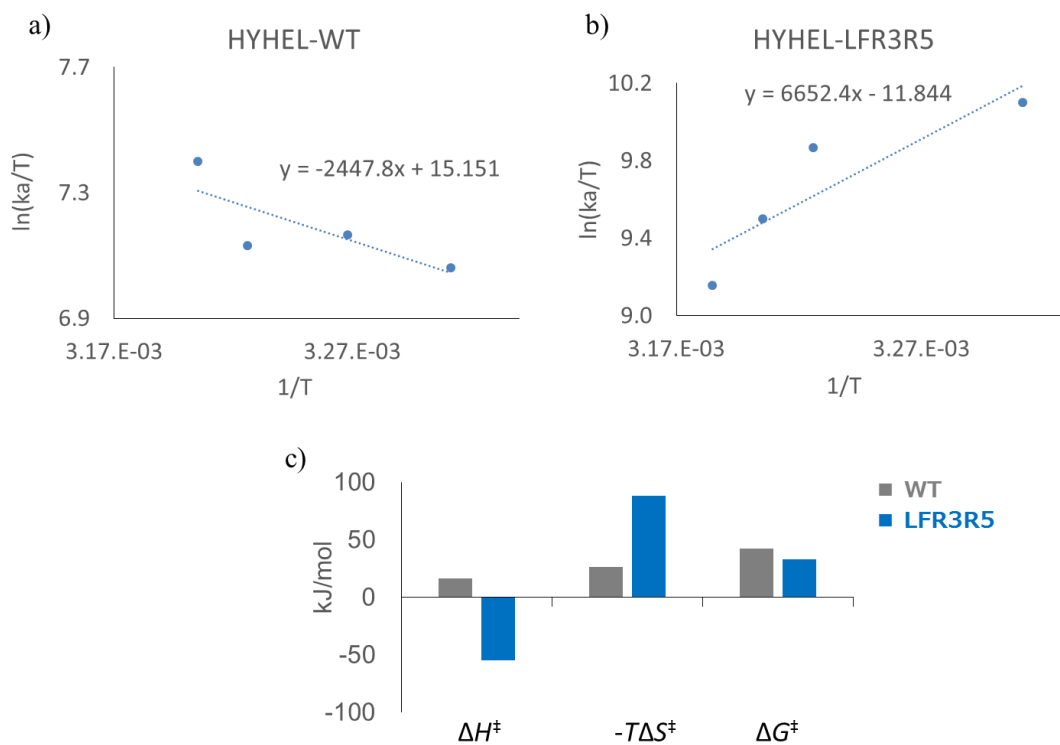 a)
HYHEL-WT
7.7
7.3
6.9
ln(ka/T)
y = -2447.8x + 15.151
3.17.E-03
3.27.E-03
1/T
b)
HYHEL-LFR3R5
10.2
9.8
9.4
9.0
ln(ka/T)
y = 6652.4x - 11.844
3.17.E-03
3.27.E-03
1/T
c)
100
50
0
-50
-100
kJ/mol
WT
LFR3R5
ΔH‡
-TΔS‡
ΔG‡